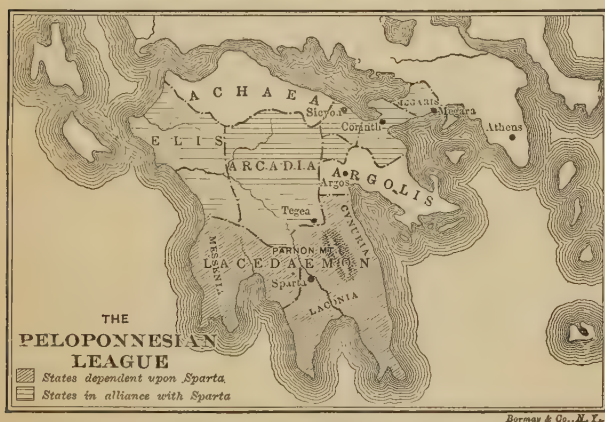 ACHAEA
Sicyon
MEGARIS
Megara
Corinth
Athens
ELIS
ARCADIA
ARGOLIS
Argos
Tegea
CYNURIA
PARNON MT.
MESSENIA
LACEDAEMON
Sparta
LACONIA
THE
PELOPONNESIAN
LEAGUE
States dependent upon Sparta.
States in alliance with Sparta
Bormay & Co., N.Y.